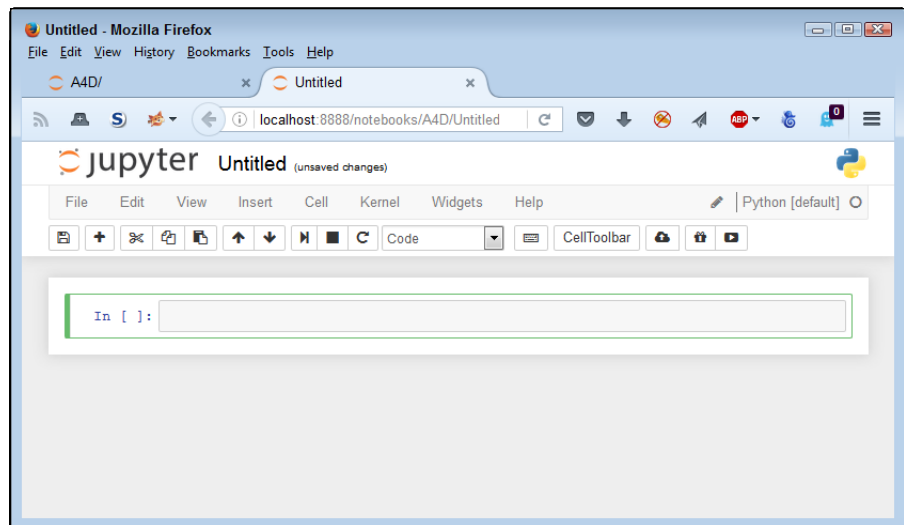 Untitled - Mozilla Firefox
File Edit View History Bookmarks Tools Help
A4D/ Untitled
S ABP 0
localhost:8888/notebooks/A4D/Untitled
jupyter Untitled (unsaved changes)
File Edit View Insert Cell Kernel Widgets Help Python [default]
Code CellToolbar
In [ ]: